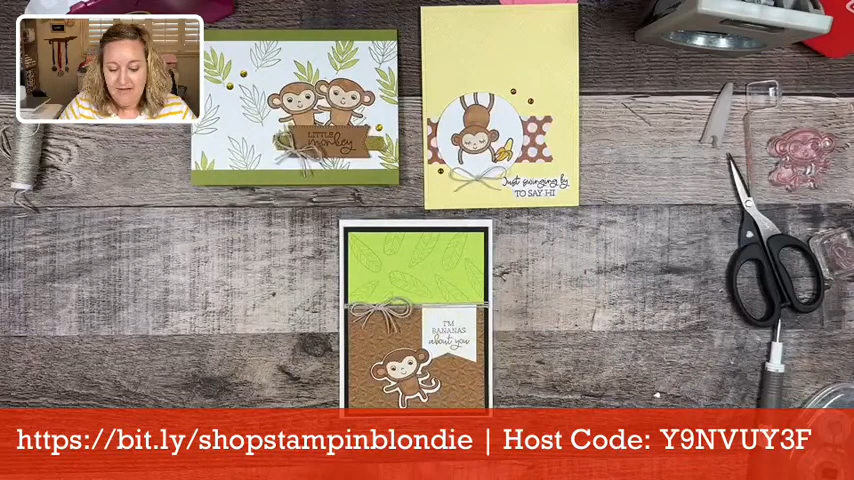 LITTLE
monkey
Just swinging by
TO SAY HI
I'M
BANANAS
about you
https://bit.ly/shopstampinblondie | Host Code: Y9NVUY3F